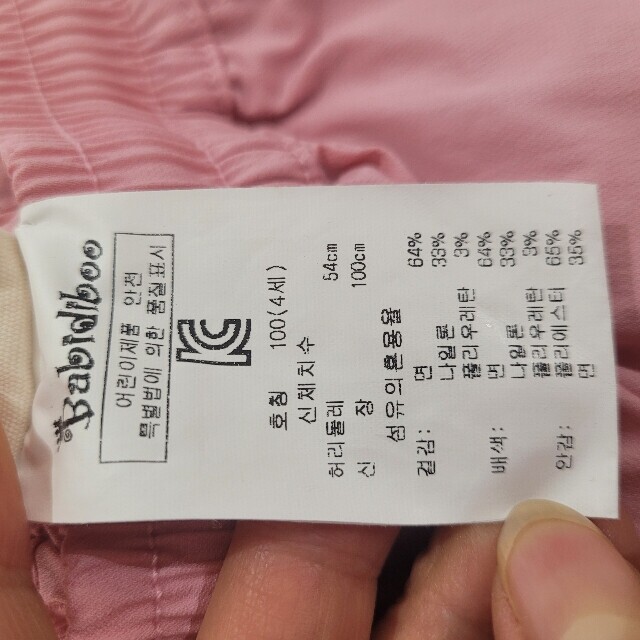 Babidiboo
어린이제품 안전
특별법에 의한 품질표시
호칭 100(4세)
신체치수
허리둘레 54cm
신 장 100cm
섬유의혼용율
겉감: 면 64%
나일론 33%
폴리우레탄 3%
배색: 면 64%
나일론 33%
폴리우레탄 3%
안감: 폴리에스터 65%
면 35%